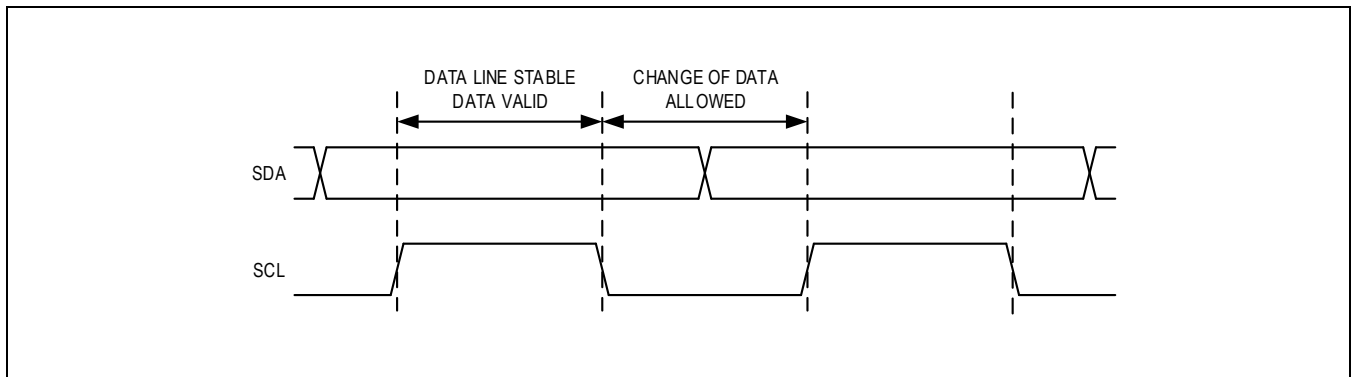 DATA LINE STABLE
DATA VALID
CHANGE OF DATA
ALLOWED
SDA
SCL